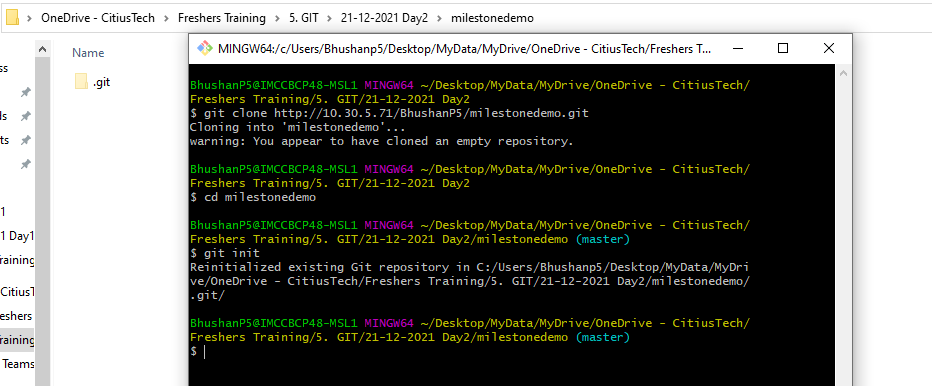 OneDrive - CitiusTech > Freshers Training > 5. GIT > 21-12-2021 Day2 > milestonedemo
Name
.git
ss
ds
ts
1
1 Day1
raining
CitiusT
eshers
raining
Teams
MINGW64:/c/Users/Bhushanp5/Desktop/MyData/MyDrive/OneDrive - CitiusTech/Freshers T...
BhushanP5@IMCCBCP48-MSL1 MINGW64 ~/Desktop/MyData/MyDrive/OneDrive - CitiusTech/
Freshers Training/5. GIT/21-12-2021 Day2
$ git clone http://10.30.5.71/BhushanP5/milestonedemo.git
Cloning into 'milestonedemo'...
warning: You appear to have cloned an empty repository.
BhushanP5@IMCCBCP48-MSL1 MINGW64 ~/Desktop/MyData/MyDrive/OneDrive - CitiusTech/
Freshers Training/5. GIT/21-12-2021 Day2
$ cd milestonedemo
BhushanP5@IMCCBCP48-MSL1 MINGW64 ~/Desktop/MyData/MyDrive/OneDrive - CitiusTech/
Freshers Training/5. GIT/21-12-2021 Day2/milestonedemo (master)
$ git init
Reinitialized existing Git repository in C:/Users/Bhushanp5/Desktop/MyData/MyDri
ve/OneDrive - CitiusTech/Freshers Training/5. GIT/21-12-2021 Day2/milestonedemo/
.git/
BhushanP5@IMCCBCP48-MSL1 MINGW64 ~/Desktop/MyData/MyDrive/OneDrive - CitiusTech/
Freshers Training/5. GIT/21-12-2021 Day2/milestonedemo (master)
$